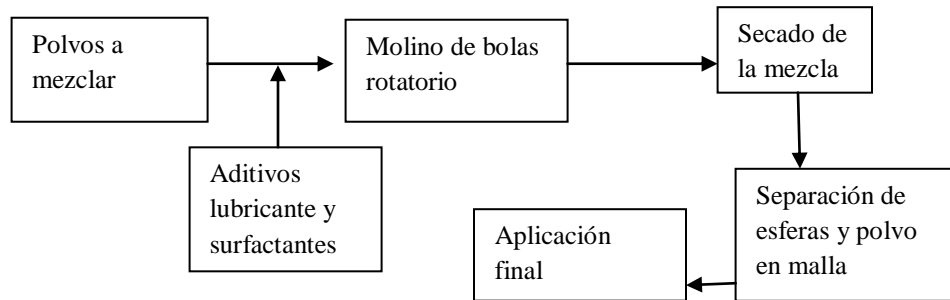 Polvos a
mezclar
Molino de bolas
rotatorio
Secado de
la mezcla
Aditivos
lubricante y
surfactantes
Separación de
esferas y polvo
en malla
Aplicación
final